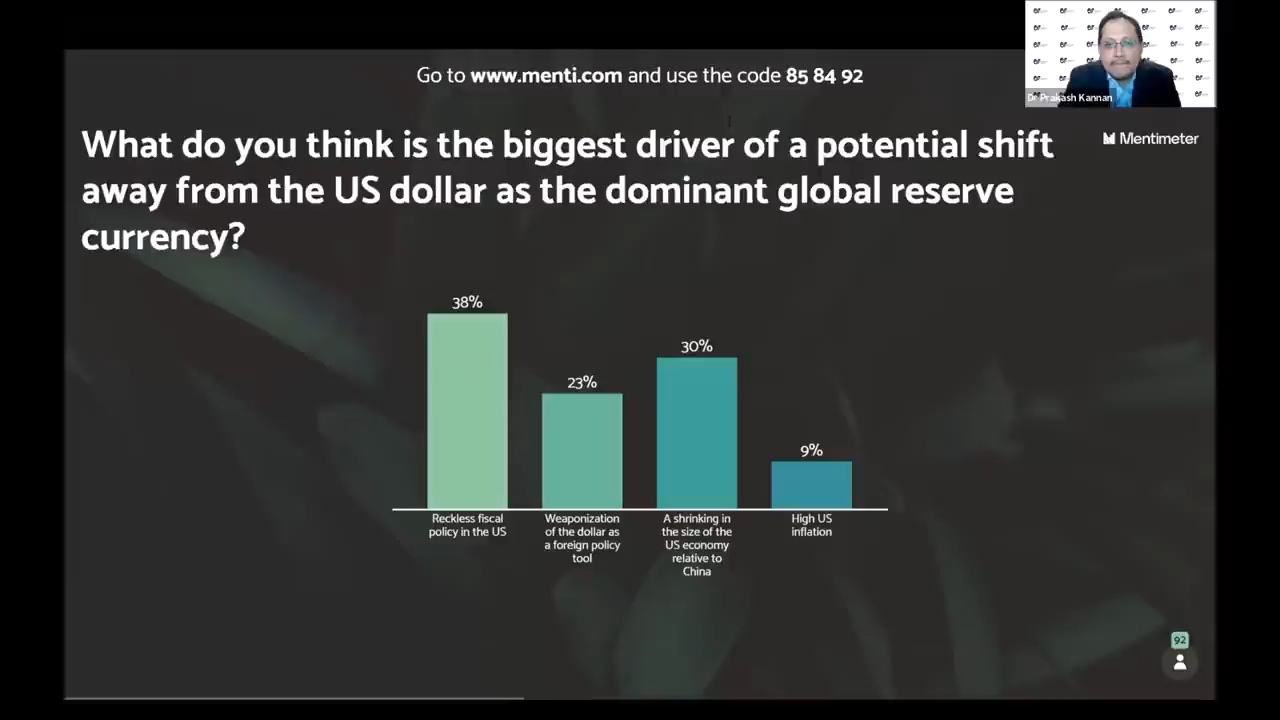 Go to www.menti.com and use the code 85 84 92
Dr Prakash Kannan
Mentimeter
What do you think is the biggest driver of a potential shift
away from the US dollar as the dominant global reserve
currency?
38%
23%
30%
9%
Reckless fiscal
policy in the US
Weaponization
of the dollar as
a foreign policy
tool
A shrinking in
the size of the
US economy
relative to
China
High US
inflation
92